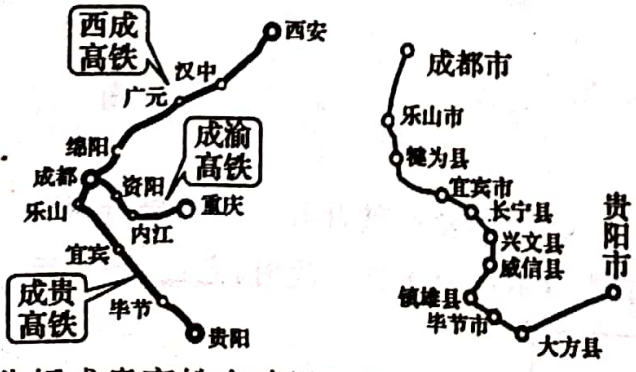 西成
高铁
西安
汉中
广元
绵阳
成渝
高铁
成都
资阳
乐山
重庆
内江
宜宾
成贵
高铁
毕节
贵阳
成都市
乐山市
犍为县
宜宾市
长宁县
兴文县
威信县
镇雄县
毕节市
大方县
贵阳市